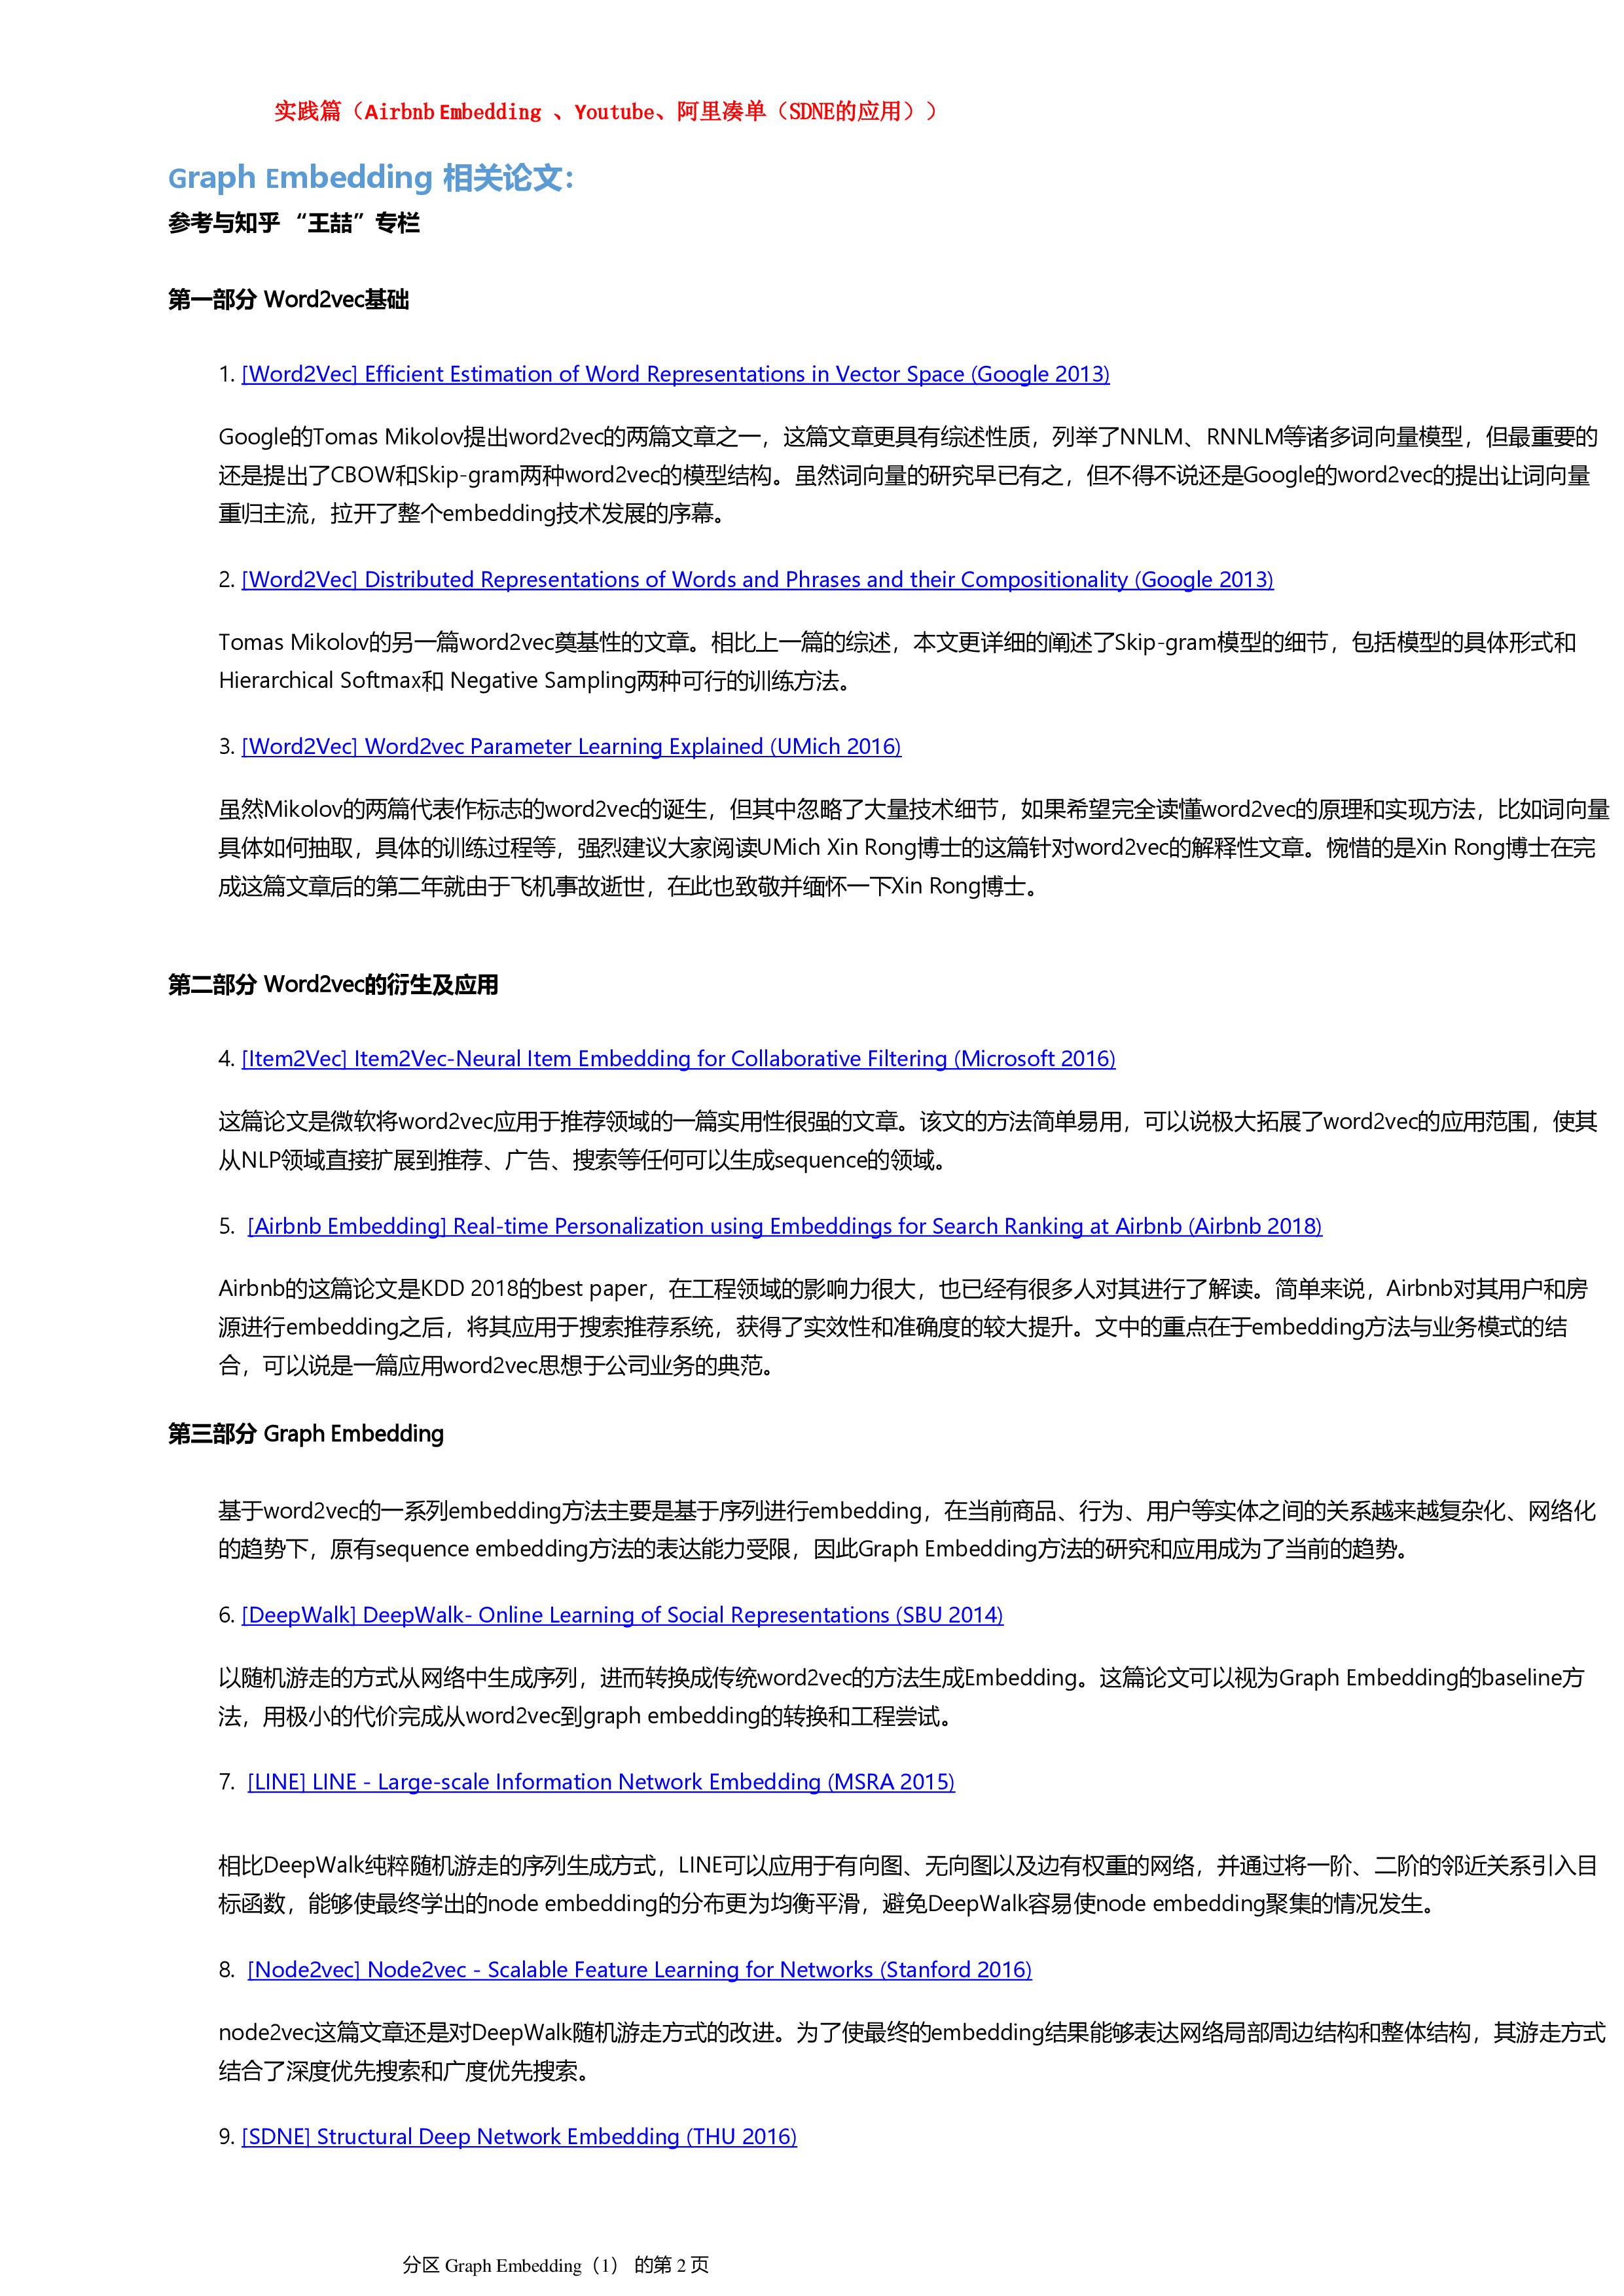 实践篇（Airbnb Embedding 、Youtube、阿里凑单（SDNE的应用））
Graph Embedding 相关论文：
参考与知乎 “王喆”专栏
第一部分 Word2vec基础
1. [Word2Vec] Efficient Estimation of Word Representations in Vector Space (Google 2013)
Google的Tomas Mikolov提出word2vec的两篇文章之一，这篇文章更具有综述性质，列举了NNLM、RNNLM等诸多词向量模型，但最重要的
还是提出了CBOW和Skip-gram两种word2vec的模型结构。虽然词向量的研究早已有之，但不得不说还是Google的word2vec的提出让词向量
重归主流，拉开了整个embedding技术发展的序幕。
2. [Word2Vec] Distributed Representations of Words and Phrases and their Compositionality (Google 2013)
Tomas Mikolov的另一篇word2vec奠基性的文章。相比上一篇的综述，本文更详细的阐述了Skip-gram模型的细节，包括模型的具体形式和
Hierarchical Softmax和 Negative Sampling两种可行的训练方法。
3. [Word2Vec] Word2vec Parameter Learning Explained (UMich 2016)
虽然Mikolov的两篇代表作标志的word2vec的诞生，但其中忽略了大量技术细节，如果希望完全读懂word2vec的原理和实现方法，比如词向量
具体如何抽取，具体的训练过程等，强烈建议大家阅读UMich Xin Rong博士的这篇针对word2vec的解释性文章。惋惜的是Xin Rong博士在完
成这篇文章后的第二年就由于飞机事故逝世，在此也致敬并缅怀一下Xin Rong博士。
第二部分 Word2vec的衍生及应用
4. [Item2Vec] Item2Vec-Neural Item Embedding for Collaborative Filtering (Microsoft 2016)
这篇论文是微软将word2vec应用于推荐领域的一篇实用性很强的文章。该文的方法简单易用，可以说极大拓展了word2vec的应用范围，使其
从NLP领域直接扩展到推荐、广告、搜索等任何可以生成sequence的领域。
5. [Airbnb Embedding] Real-time Personalization using Embeddings for Search Ranking at Airbnb (Airbnb 2018)
Airbnb的这篇论文是KDD 2018的best paper，在工程领域的影响力很大，也已经有很多人对其进行了解读。简单来说，Airbnb对其用户和房
源进行embedding之后，将其应用于搜索推荐系统，获得了实效性和准确度的较大提升。文中的重点在于embedding方法与业务模式的结
合，可以说是一篇应用word2vec思想于公司业务的典范。
第三部分 Graph Embedding
基于word2vec的一系列embedding方法主要是基于序列进行embedding，在当前商品、行为、用户等实体之间的关系越来越复杂化、网络化
的趋势下，原有sequence embedding方法的表达能力受限，因此Graph Embedding方法的研究和应用成为了当前的趋势。
6. [DeepWalk] DeepWalk- Online Learning of Social Representations (SBU 2014)
以随机游走的方式从网络中生成序列，进而转换成传统word2vec的方法生成Embedding。这篇论文可以视为Graph Embedding的baseline方
法，用极小的代价完成从word2vec到graph embedding的转换和工程尝试。
7. [LINE] LINE - Large-scale Information Network Embedding (MSRA 2015)
相比DeepWalk纯粹随机游走的序列生成方式，LINE可以应用于有向图、无向图以及边有权重的网络，并通过将一阶、二阶的邻近关系引入目
标函数，能够使最终学出的node embedding的分布更为均衡平滑，避免DeepWalk容易使node embedding聚集的情况发生。
8. [Node2vec] Node2vec - Scalable Feature Learning for Networks (Stanford 2016)
node2vec这篇文章还是对DeepWalk随机游走方式的改进。为了使最终的embedding结果能够表达网络局部周边结构和整体结构，其游走方式
结合了深度优先搜索和广度优先搜索。
9. [SDNE] Structural Deep Network Embedding (THU 2016)
分区 Graph Embedding（1） 的第 2 页